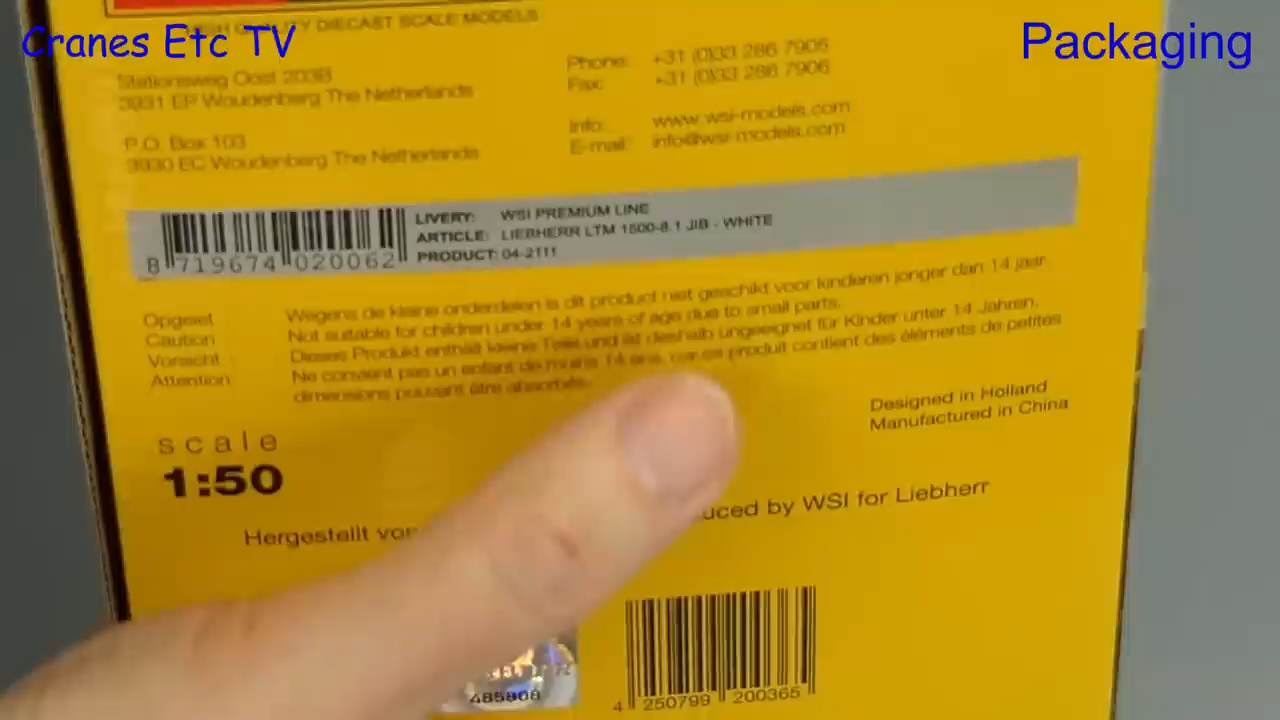 Cranes Etc TV
Packaging
HIGH QUALITY DIECAST SCALE MODELS
Stationsweg Oost 203B
3931 EP Woudenberg The Netherlands
P.O. Box 103
3930 EC Woudenberg The Netherlands
Phone: +31 (0)33 286 7905
Fax: +31 (0)33 286 7906
Info: www.wsi-models.com
E-mail: info@wsi-models.com
8 719674 020062
LIVERY: WSI PREMIUM LINE
ARTICLE: LIEBHERR LTM 1500-8.1 JIB - WHITE
PRODUCT: 04-2111
Opgelet Wegens de kleine onderdelen is dit product niet geschikt voor kinderen jonger dan 14 jaar.
Caution Not suitable for children under 14 years of age due to small parts.
Vorsicht Dieses Produkt enthält kleine Teile und ist deshalb ungeeignet für Kinder unter 14 Jahren.
Attention Ne convient pas un enfant de moins 14 ans, car ce produit contient des éléments de petites
dimensions pouvant être absorbés.
Designed in Holland
Manufactured in China
scale
1:50
Hergestellt von
uced by WSI for Liebherr
485808
4 250799 200365